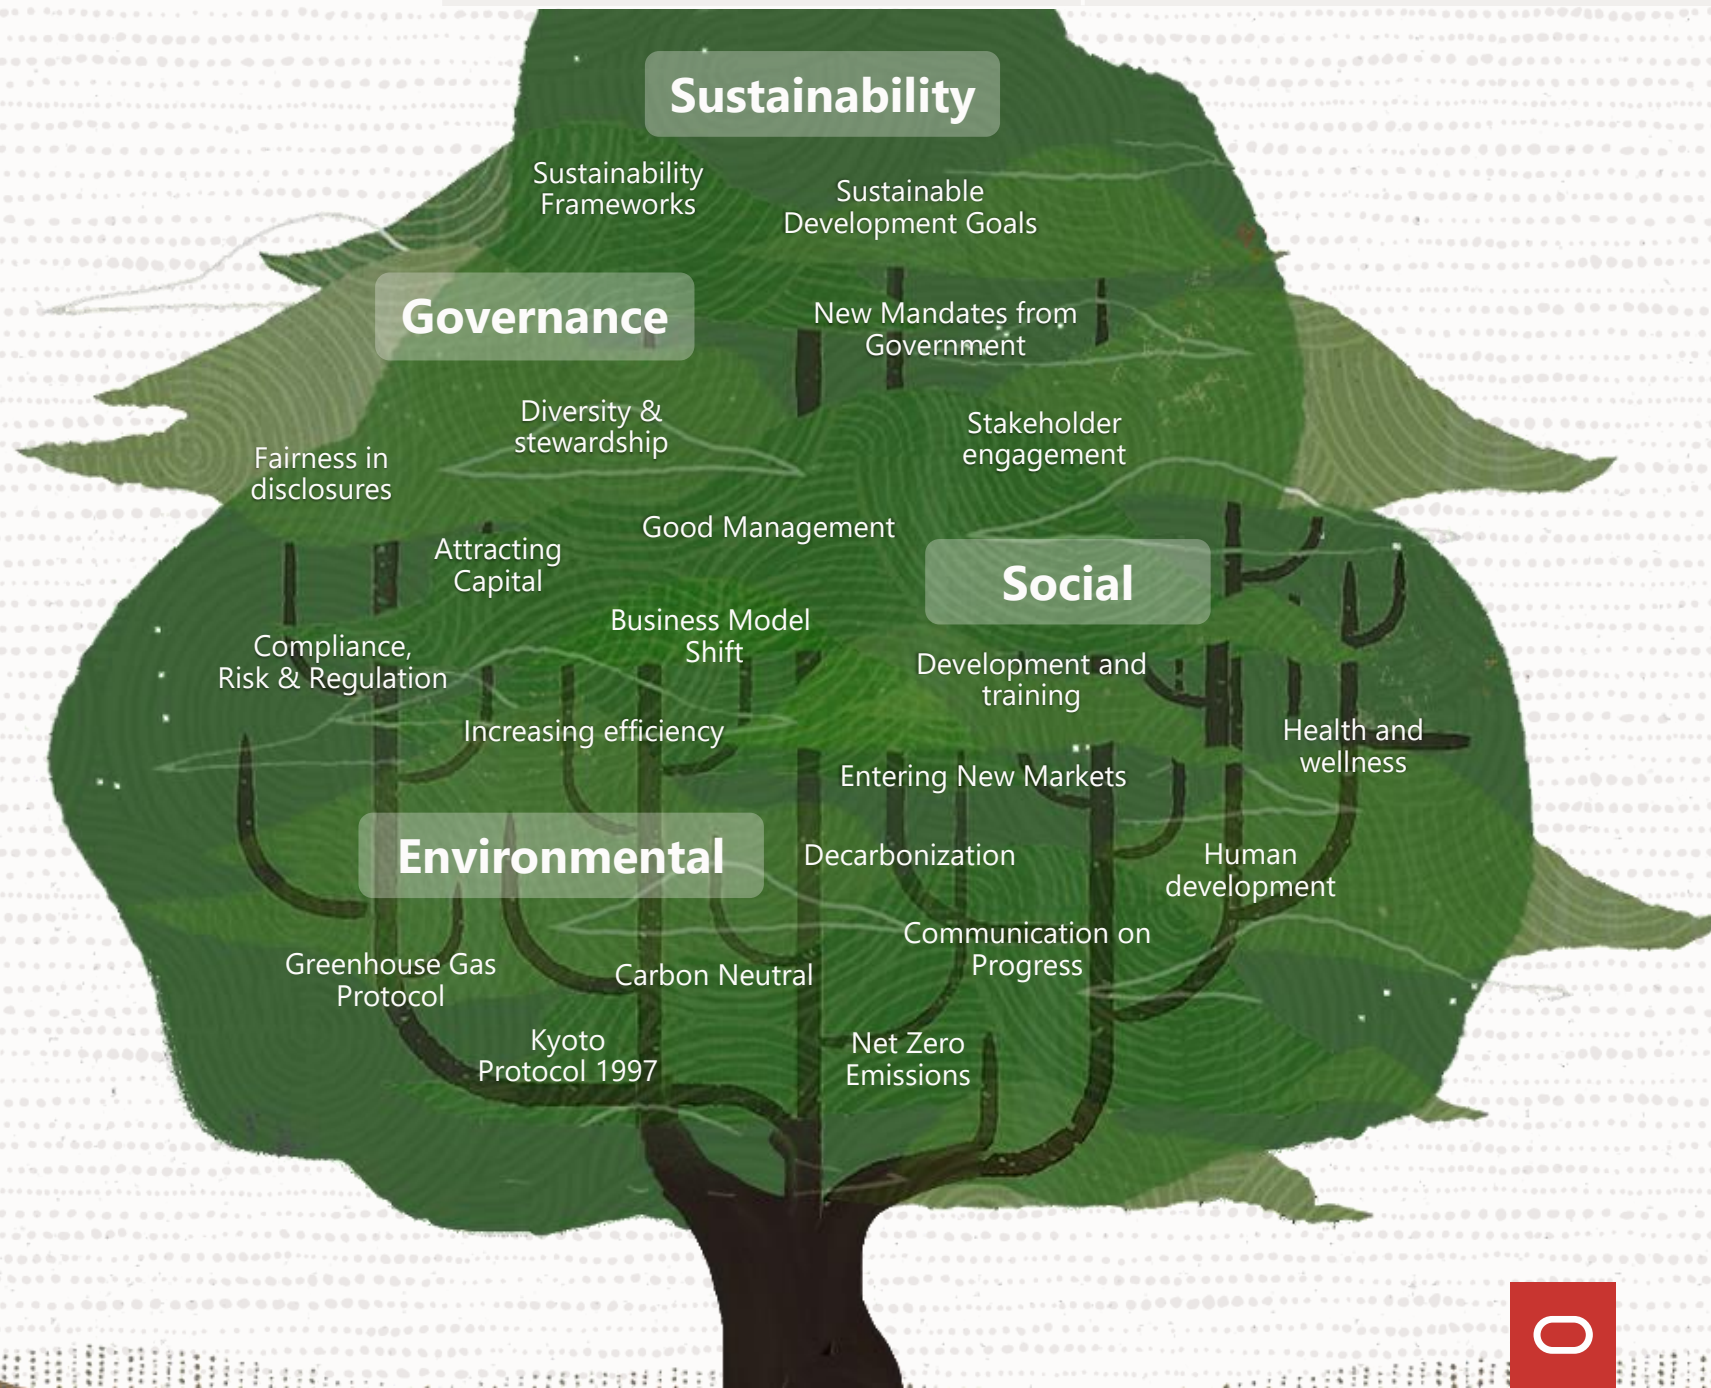 Sustainability
Sustainability
Frameworks
Sustainable
Development Goals
Governance
New Mandates from
Government
Diversity &
stewardship
Stakeholder
engagement
Fairness in
disclosures
Good Management
Attracting
Capital
Social
Business Model
Shift
Compliance,
Risk & Regulation
Development and
training
Increasing efficiency
Health and
wellness
Entering New Markets
Environmental
Decarbonization
Human
development
Communication on
Progress
Greenhouse Gas
Protocol
Carbon Neutral
Kyoto
Protocol 1997
Net Zero
Emissions